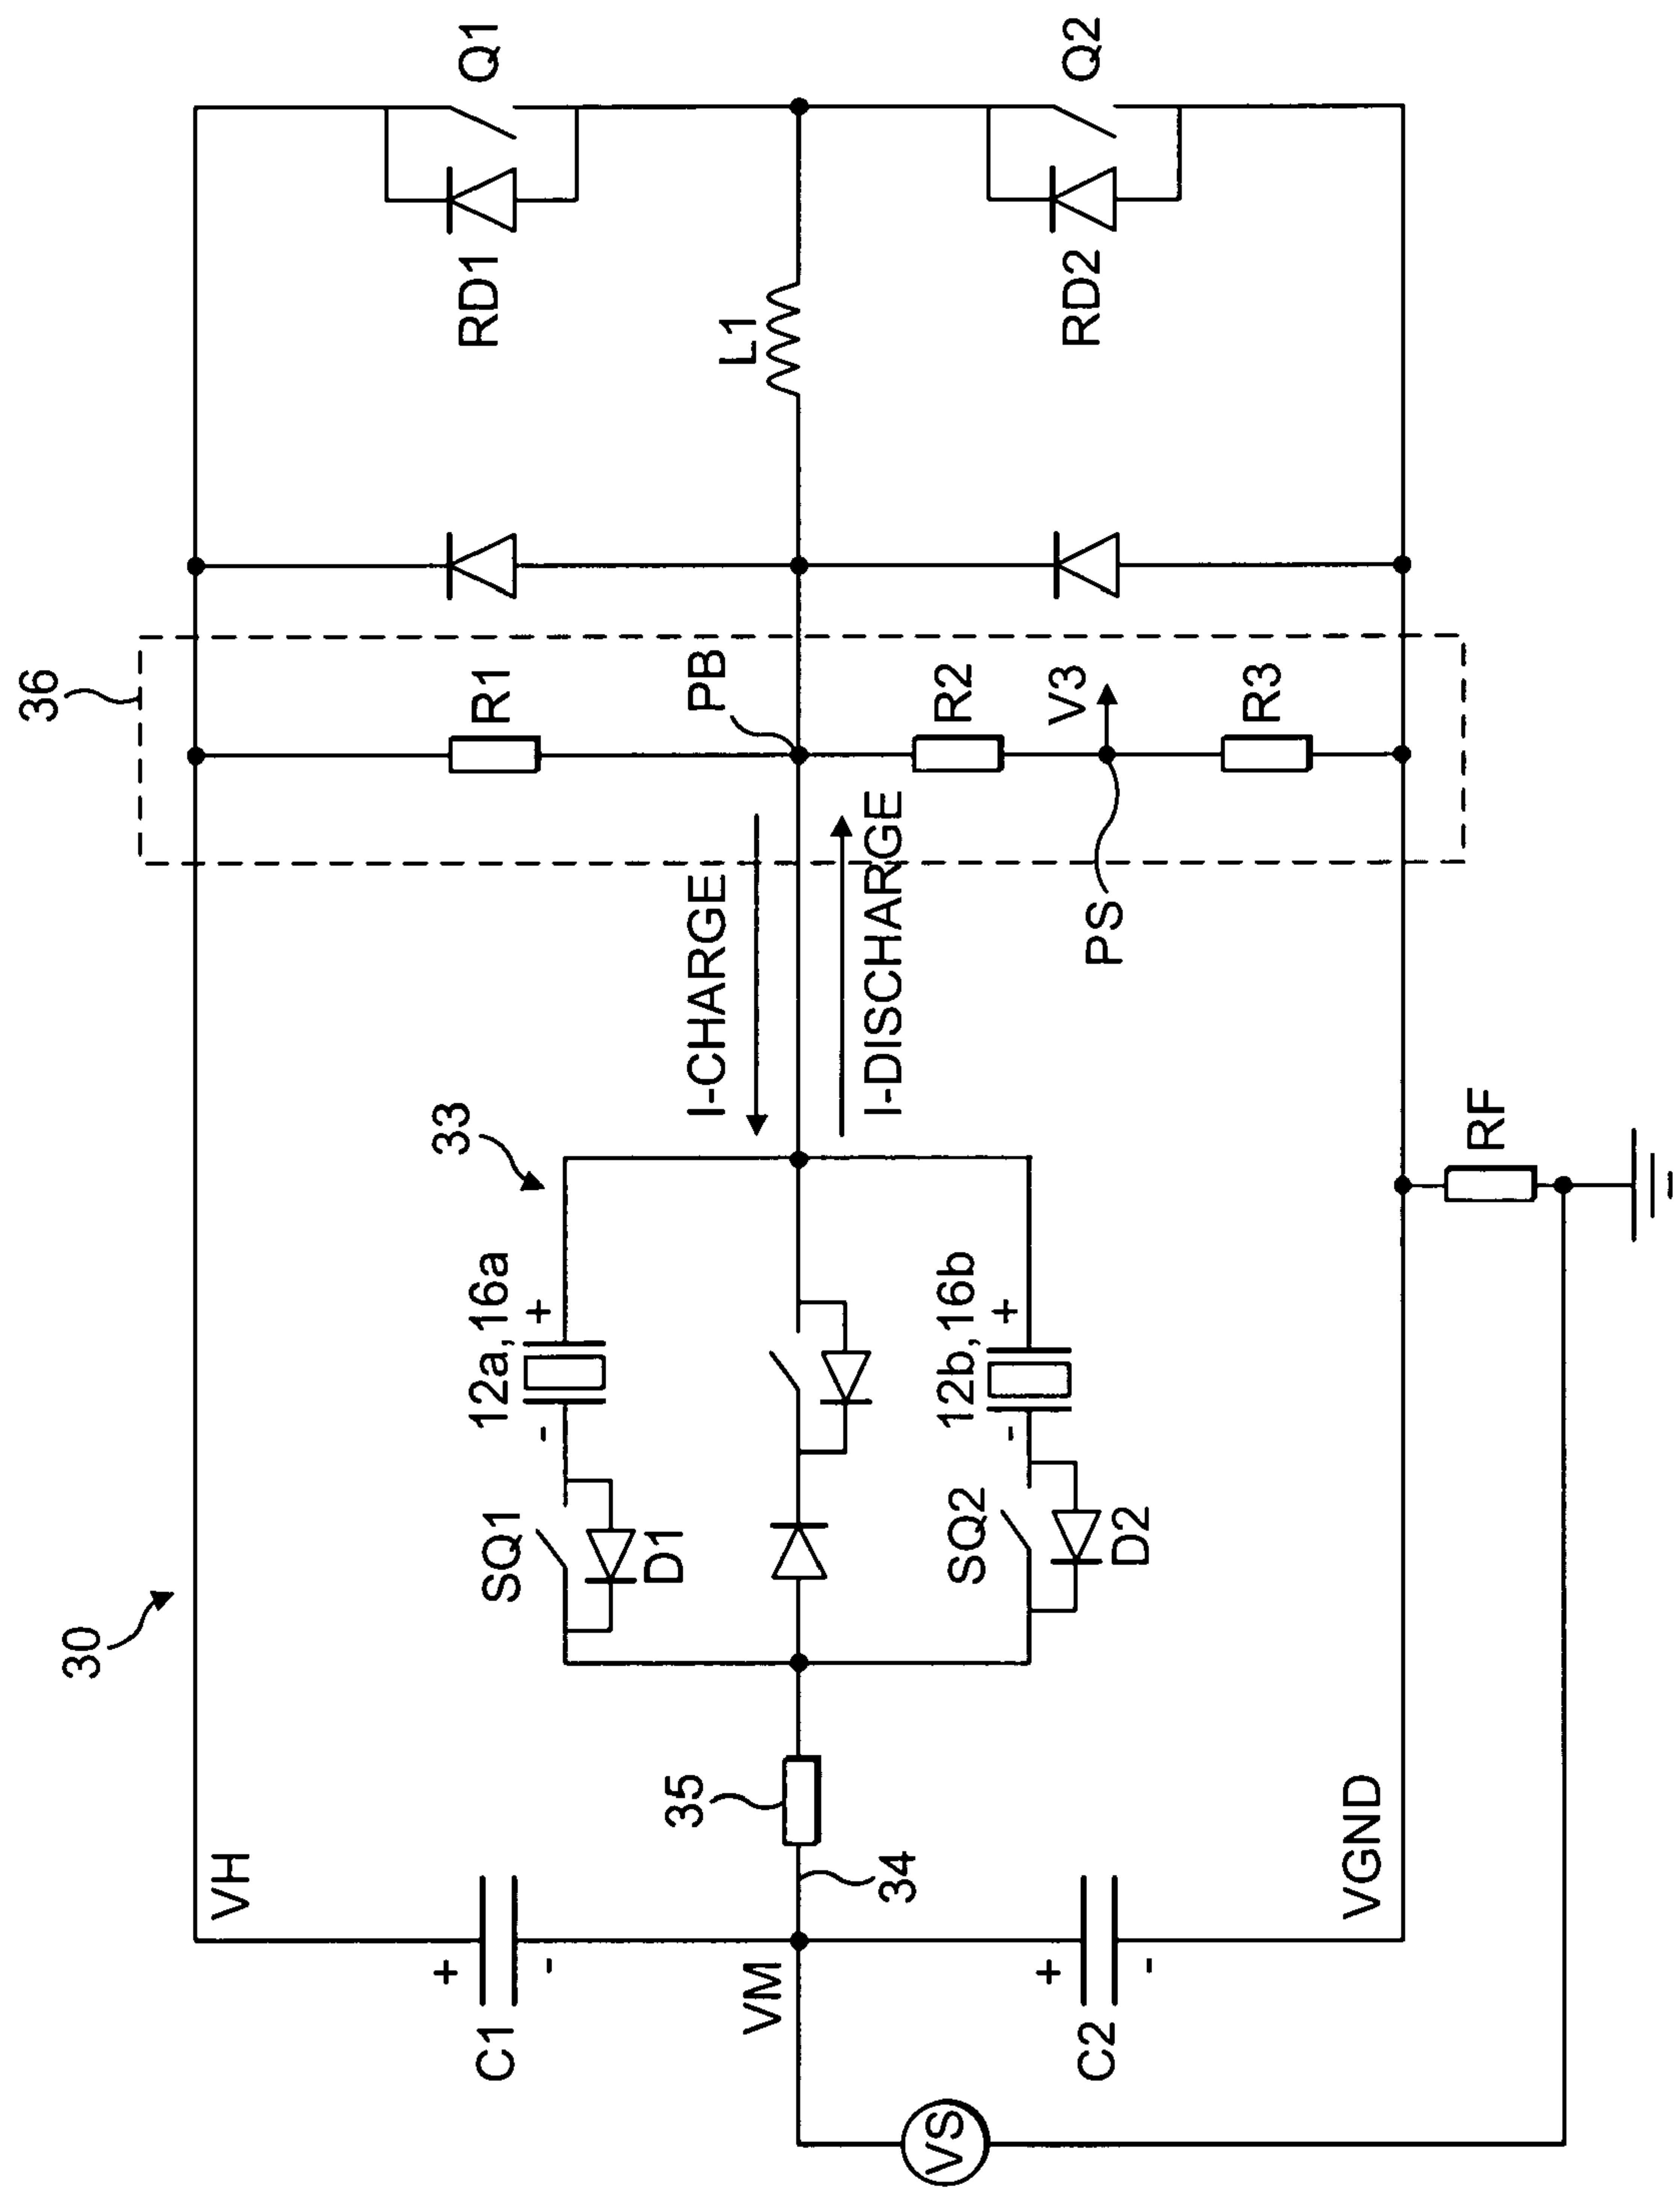 30
36
VH
33
Q1
RD1
R1
12a,16a
+
-
SQ1
D1
+
-
C1
L1
PB
I-CHARGE
35
VM
I-DISCHARGE
34
R2
12b,16b
+
-
SQ2
D2
VS
Q2
RD2
V3
PS
+
-
C2
R3
VGND
RF